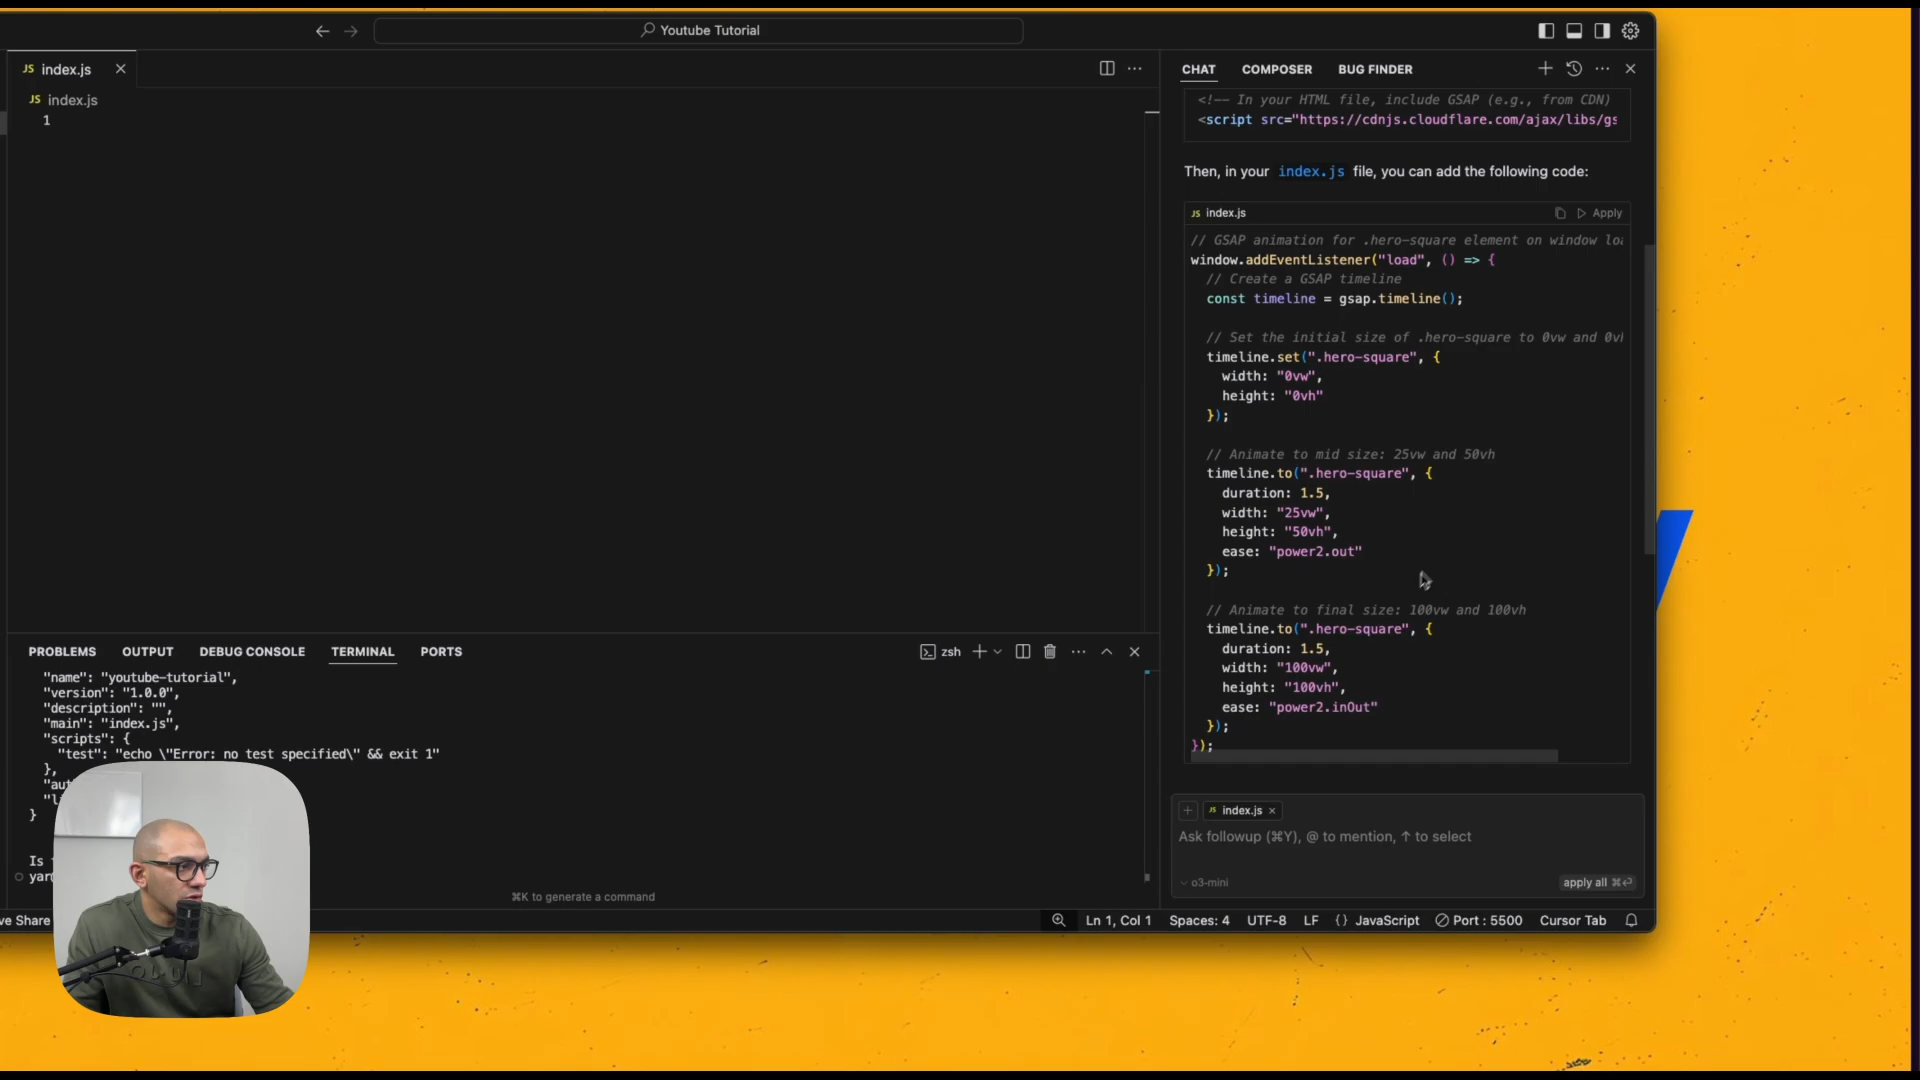 Youtube Tutorial
JS index.js
JS index.js
1
CHAT COMPOSER BUG FINDER
<!-- In your HTML file, include GSAP (e.g., from CDN)
<script src="https://cdnjs.cloudflare.com/ajax/libs/gs
Then, in your index.js file, you can add the following code:
JS index.js Apply
// GSAP animation for .hero-square element on window loa
window.addEventListener("load", () => {
// Create a GSAP timeline
const timeline = gsap.timeline();
// Set the initial size of .hero-square to 0vw and 0vh
timeline.set(".hero-square", {
width: "0vw",
height: "0vh"
});
// Animate to mid size: 25vw and 50vh
timeline.to(".hero-square", {
duration: 1.5,
width: "25vw",
height: "50vh",
ease: "power2.out"
});
// Animate to final size: 100vw and 100vh
timeline.to(".hero-square", {
duration: 1.5,
width: "100vw",
height: "100vh",
ease: "power2.inOut"
});
});
JS index.js
Ask followup (⌘Y), @ to mention, ↑ to select
o3-mini
apply all ⌘⏎
PROBLEMS OUTPUT DEBUG CONSOLE TERMINAL PORTS
zsh
"name": "youtube-tutorial",
"version": "1.0.0",
"description": "",
"main": "index.js",
"scripts": {
"test": "echo \"Error: no test specified\" && exit 1"
},
"au
"li
}
Is
yar
⌘K to generate a command
ve Share
Ln 1, Col 1 Spaces: 4 UTF-8 LF {} JavaScript Port : 5500 Cursor Tab